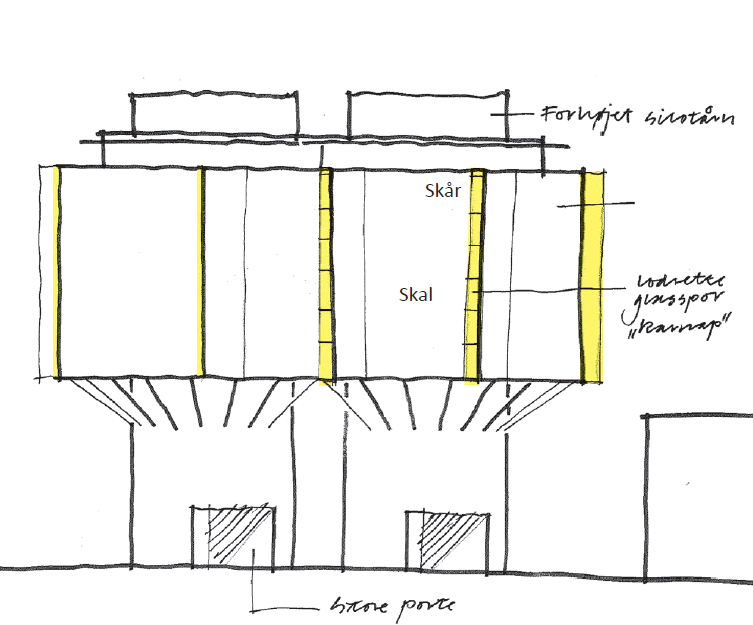 Forhøjet silotårn
Skår
Skal
lodrette
glasspor
„Karnap"
store porte